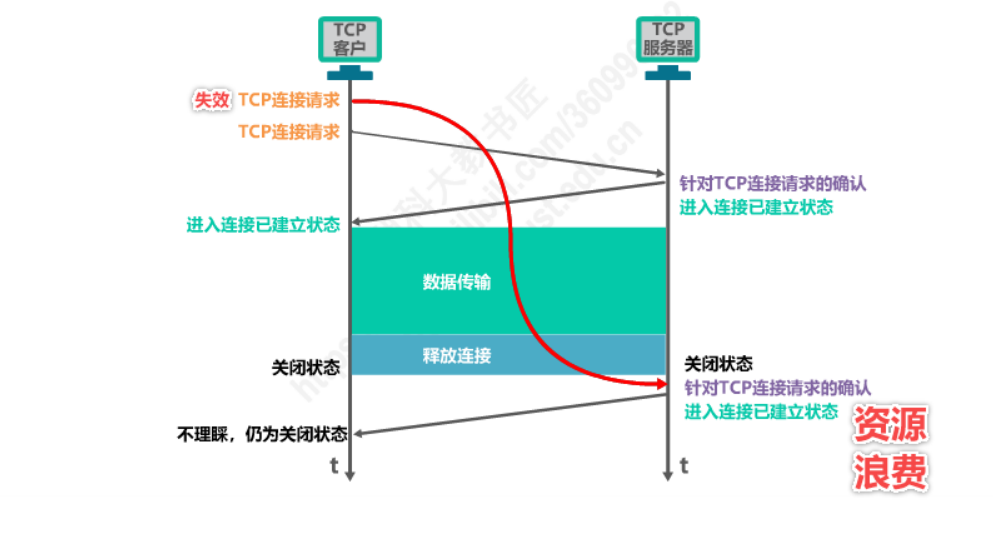 TCP
客户
TCP
服务器
失效 TCP连接请求
TCP连接请求
针对TCP连接请求的确认
进入连接已建立状态
进入连接已建立状态
数据传输
释放连接
关闭状态
关闭状态
针对TCP连接请求的确认
进入连接已建立状态
资源
浪费
不理睬，仍为关闭状态
t
t